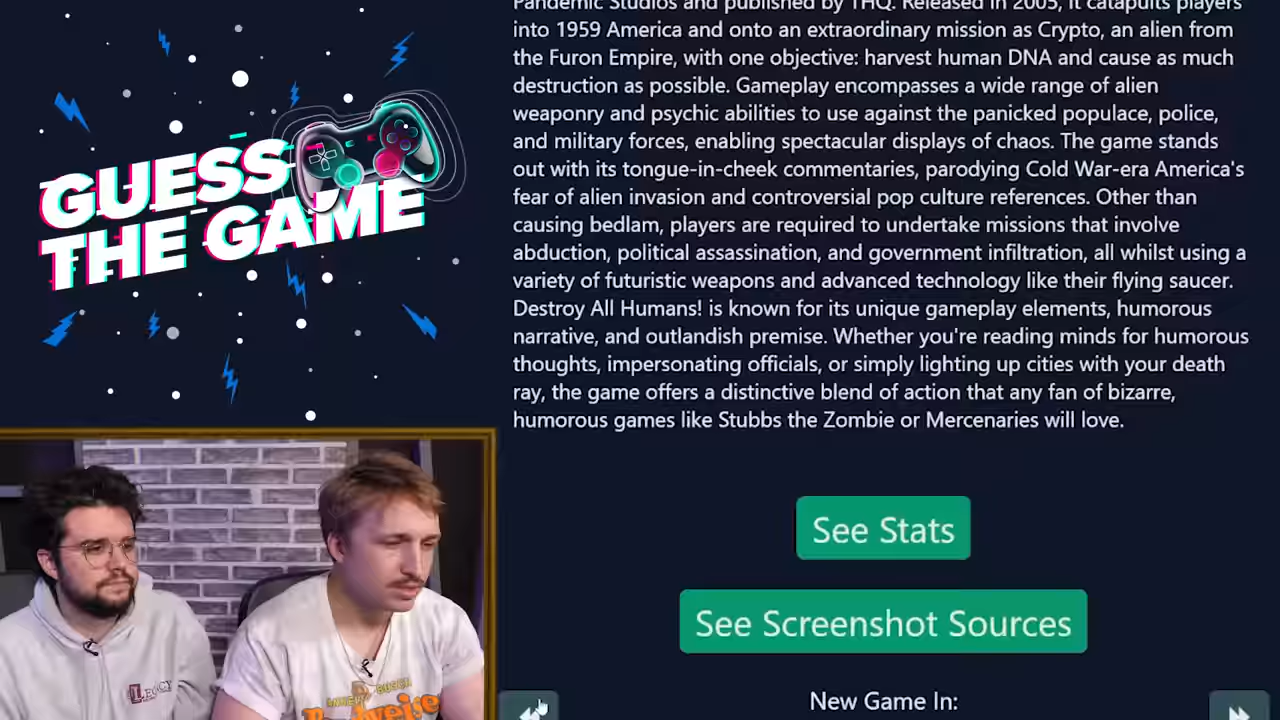 Pandemic Studios and published by THQ. Released in 2005, it catapults players
into 1959 America and onto an extraordinary mission as Crypto, an alien from
the Furon Empire, with one objective: harvest human DNA and cause as much
destruction as possible. Gameplay encompasses a wide range of alien
weaponry and psychic abilities to use against the panicked populace, police,
and military forces, enabling spectacular displays of chaos. The game stands
out with its tongue-in-cheek commentaries, parodying Cold War-era America's
fear of alien invasion and controversial pop culture references. Other than
causing bedlam, players are required to undertake missions that involve
abduction, political assassination, and government infiltration, all whilst using a
variety of futuristic weapons and advanced technology like their flying saucer.
Destroy All Humans! is known for its unique gameplay elements, humorous
narrative, and outlandish premise. Whether you're reading minds for humorous
thoughts, impersonating officials, or simply lighting up cities with your death
ray, the game offers a distinctive blend of action that any fan of bizarre,
humorous games like Stubbs the Zombie or Mercenaries will love.
GUESS
THE GAME
See Stats
See Screenshot Sources
New Game In:
Budweiser